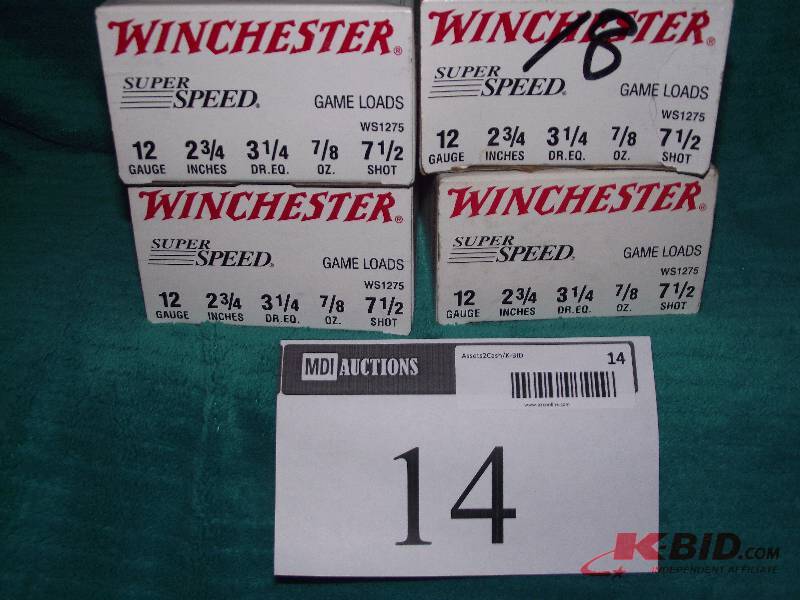 WINCHESTER®
SUPER
SPEED®
GAME LOADS
WS1275
12 2 3/4 3 1/4 7/8 7 1/2
GAUGE INCHES DR.EQ. OZ. SHOT
WINCHESTER®
18
SUPER
SPEED®
GAME LOADS
WS1275
12 2 3/4 3 1/4 7/8 7 1/2
GAUGE INCHES DR.EQ. OZ. SHOT
WINCHESTER®
SUPER
SPEED®
GAME LOADS
WS1275
12 2 3/4 3 1/4 7/8 7 1/2
GAUGE INCHES DR.EQ. OZ. SHOT
WINCHESTER®
SUPER
SPEED®
GAME LOADS
WS1275
12 2 3/4 3 1/4 7/8 7 1/2
GAUGE INCHES DR.EQ. OZ. SHOT
MDI AUCTIONS
Assets2Cash/K-BID 14
14
K-BID.COM
INDEPENDENT AFFILIATE